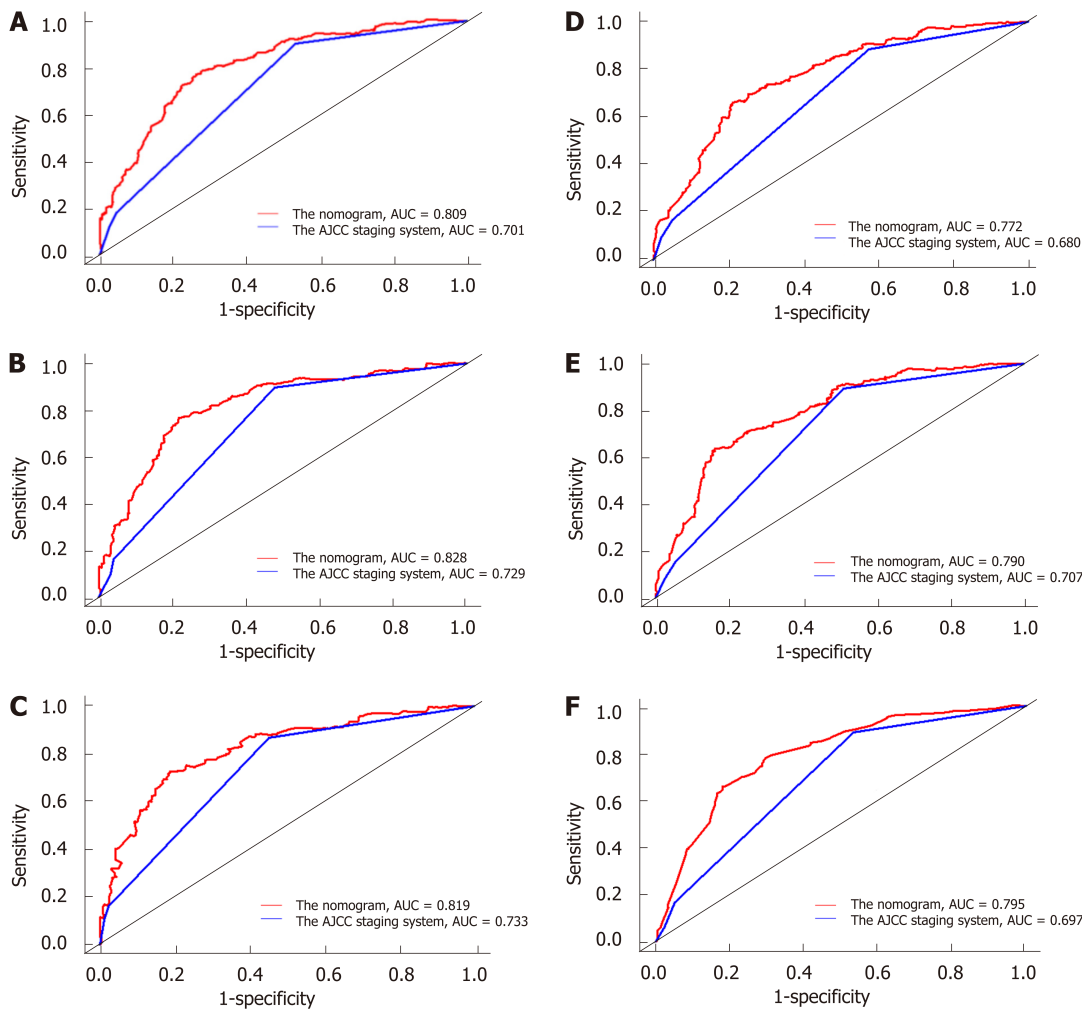 A
1.0
0.8
0.6
0.4
0.2
0.0
Sensitivity
The nomogram, AUC = 0.809
The AJCC staging system, AUC = 0.701
0.0 0.2 0.4 0.6 0.8 1.0
1-specificity
B
1.0
0.8
0.6
0.4
0.2
0.0
Sensitivity
The nomogram, AUC = 0.828
The AJCC staging system, AUC = 0.729
0.0 0.2 0.4 0.6 0.8 1.0
1-specificity
C
1.0
0.8
0.6
0.4
0.2
0.0
Sensitivity
The nomogram, AUC = 0.819
The AJCC staging system, AUC = 0.733
0.0 0.2 0.4 0.6 0.8 1.0
1-specificity
D
1.0
0.8
0.6
0.4
0.2
0.0
Sensitivity
The nomogram, AUC = 0.772
The AJCC staging system, AUC = 0.680
0.0 0.2 0.4 0.6 0.8 1.0
1-specificity
E
1.0
0.8
0.6
0.4
0.2
0.0
Sensitivity
The nomogram, AUC = 0.790
The AJCC staging system, AUC = 0.707
0.0 0.2 0.4 0.6 0.8 1.0
1-specificity
F
1.0
0.8
0.6
0.4
0.2
0.0
Sensitivity
The nomogram, AUC = 0.795
The AJCC staging system, AUC = 0.697
0.0 0.2 0.4 0.6 0.8 1.0
1-specificity